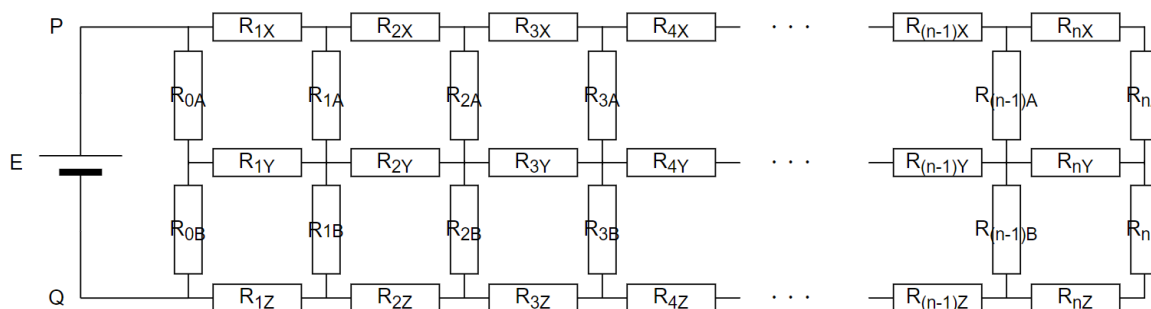 P R1X R2X R3X R4X · · · R(n-1)X RnX
R0A R1A R2A R3A R(n-1)A
E R1Y R2Y R3Y R4Y · · · R(n-1)Y RnY
R0B R1B R2B R3B R(n-1)B
Q R1Z R2Z R3Z R4Z · · · R(n-1)Z RnZ